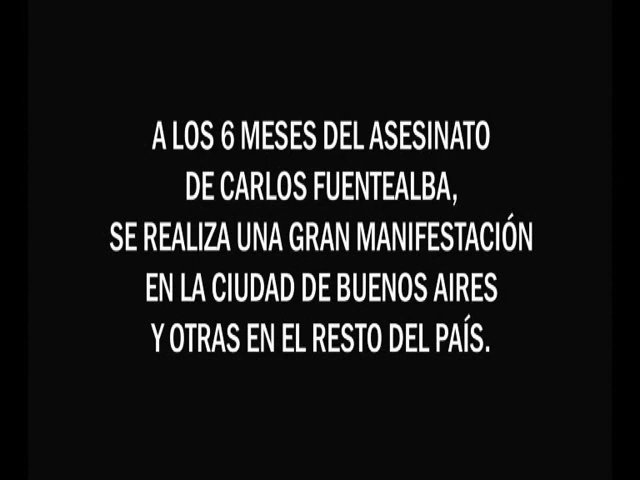 A LOS 6 MESES DEL ASESINATO
DE CARLOS FUENTEALBA,
SE REALIZA UNA GRAN MANIFESTACIÓN
EN LA CIUDAD DE BUENOS AIRES
Y OTRAS EN EL RESTO DEL PAÍS.